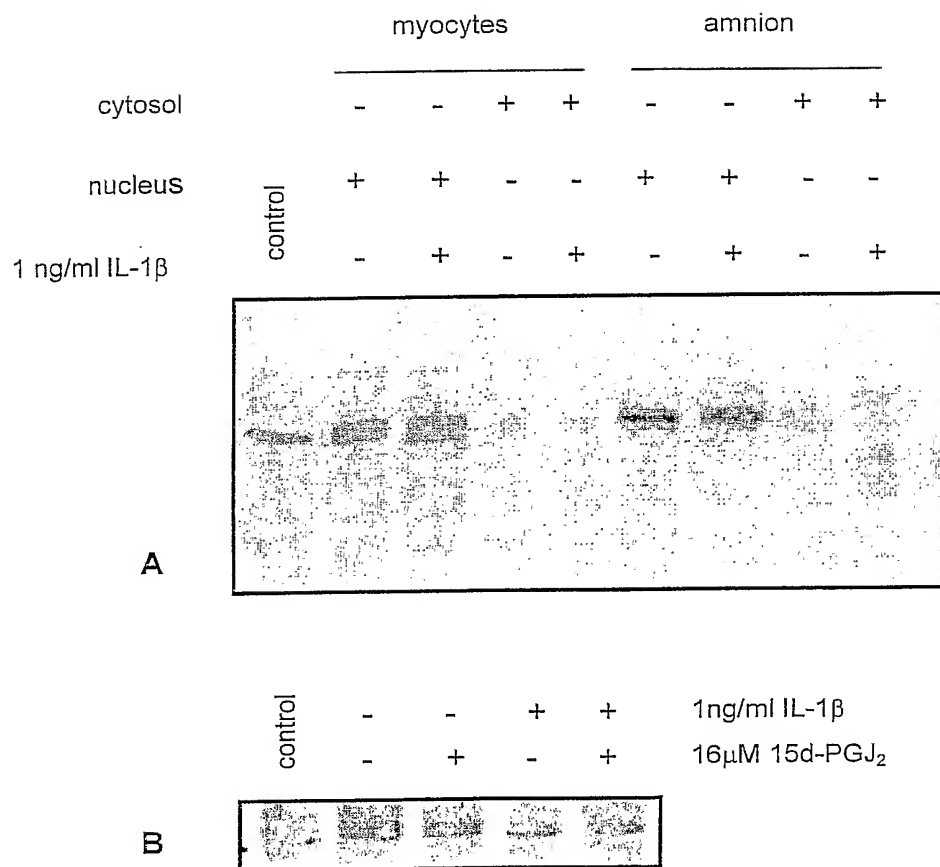 myocytes amnion
cytosol - - + + - - + +
nucleus + + - - + + - -
control
1 ng/ml IL-1β - + - + - + - +
A
control
- - + + 1ng/ml IL-1β
- + - + 16μM 15d-PGJ₂
B